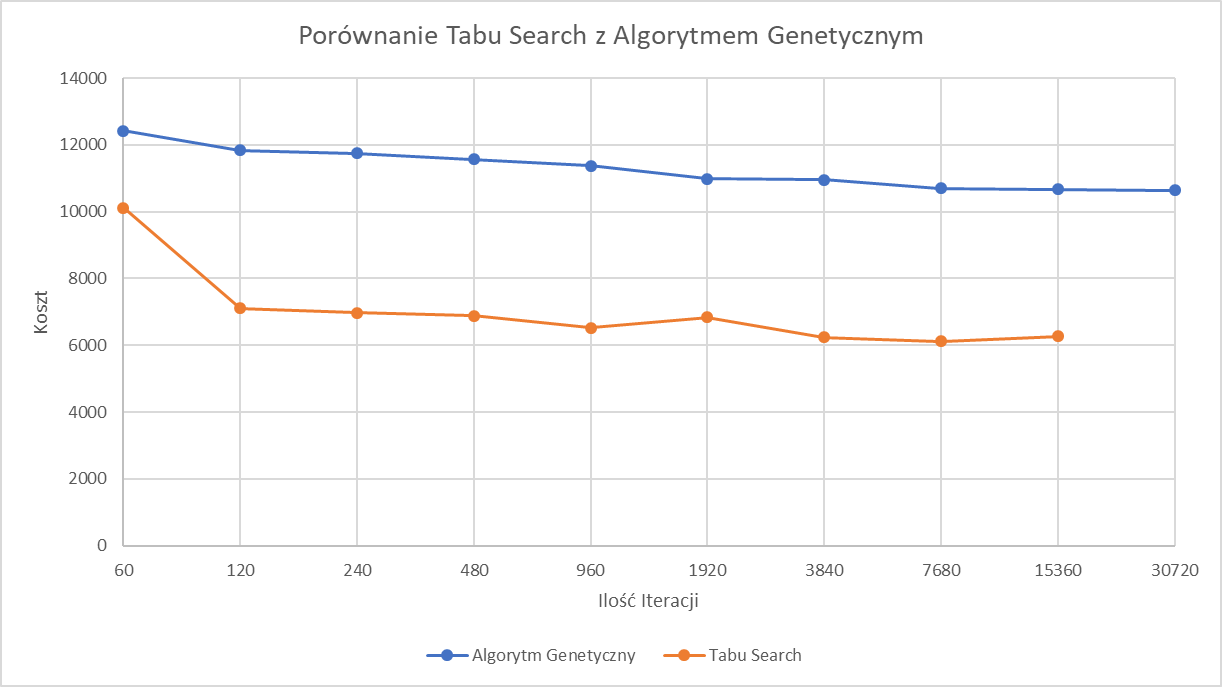 Porównanie Tabu Search z Algorytmem Genetycznym
14000
12000
10000
8000
6000
4000
2000
0
Koszt
60 120 240 480 960 1920 3840 7680 15360 30720
Ilość Iteracji
Algorytm Genetyczny Tabu Search